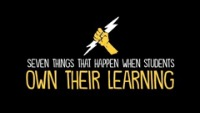 SEVEN THINGS THAT HAPPEN WHEN STUDENTS
OWN THEIR LEARNING